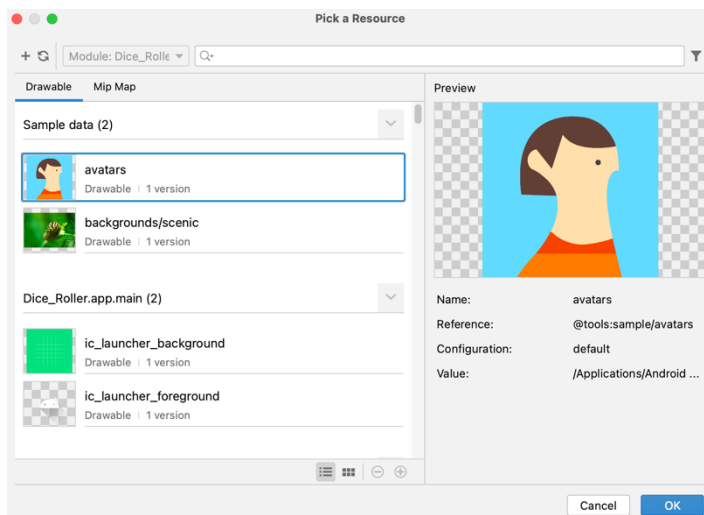 Pick a Resource
Module: Dice_Rolle
Drawable Mip Map
Sample data (2)
avatars
Drawable | 1 version
backgrounds/scenic
Drawable | 1 version
Dice_Roller.app.main (2)
ic_launcher_background
Drawable | 1 version
ic_launcher_foreground
Drawable | 1 version
Preview
Name: avatars
Reference: @tools:sample/avatars
Configuration: default
Value: /Applications/Android ...
Cancel OK